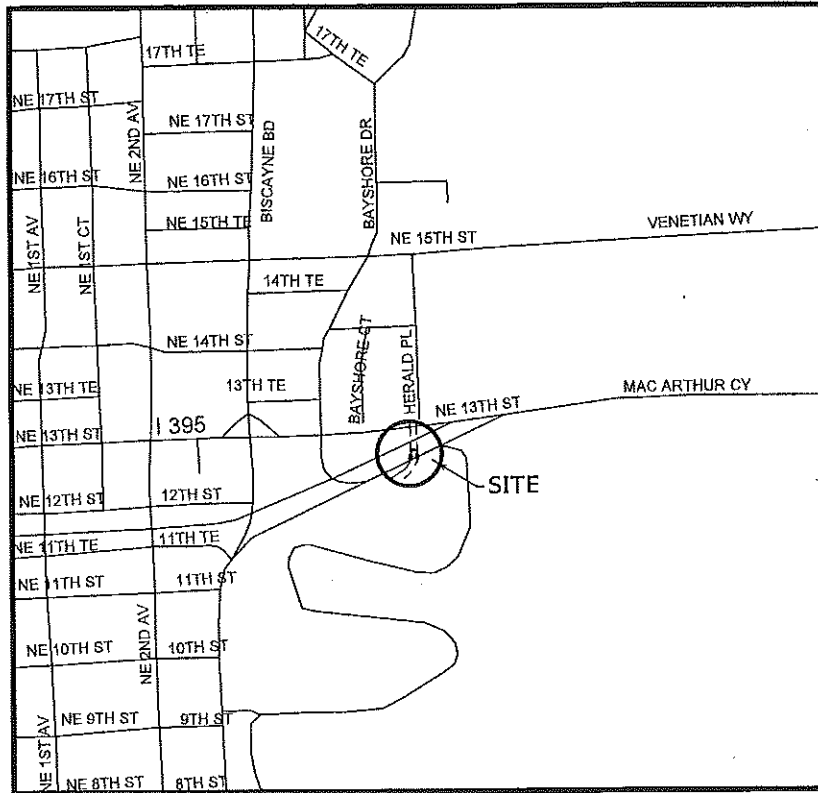 17TH TE
17TH TE
NE 17TH ST
NE 2ND AV
NE 17TH ST
BISCAYNE BD
BAYSHORE DR
NE 16TH ST
NE 16TH ST
NE 15TH TE
NE 1ST AV
NE 1ST CT
NE 15TH ST
VENETIAN WY
14TH TE
NE 14TH ST
BAYSHORE CT
HERALD PL
NE 13TH TE
13TH TE
MAC ARTHUR CY
NE 13TH ST
NE 13TH ST
I 395
SITE
NE 12TH ST
12TH ST
NE 11TH TE
11TH TE
NE 11TH ST
11TH ST
NE 2ND AV
NE 10TH ST
10TH ST
NE 1ST AV
NE 9TH ST
9TH ST
NE 8TH ST
8TH ST